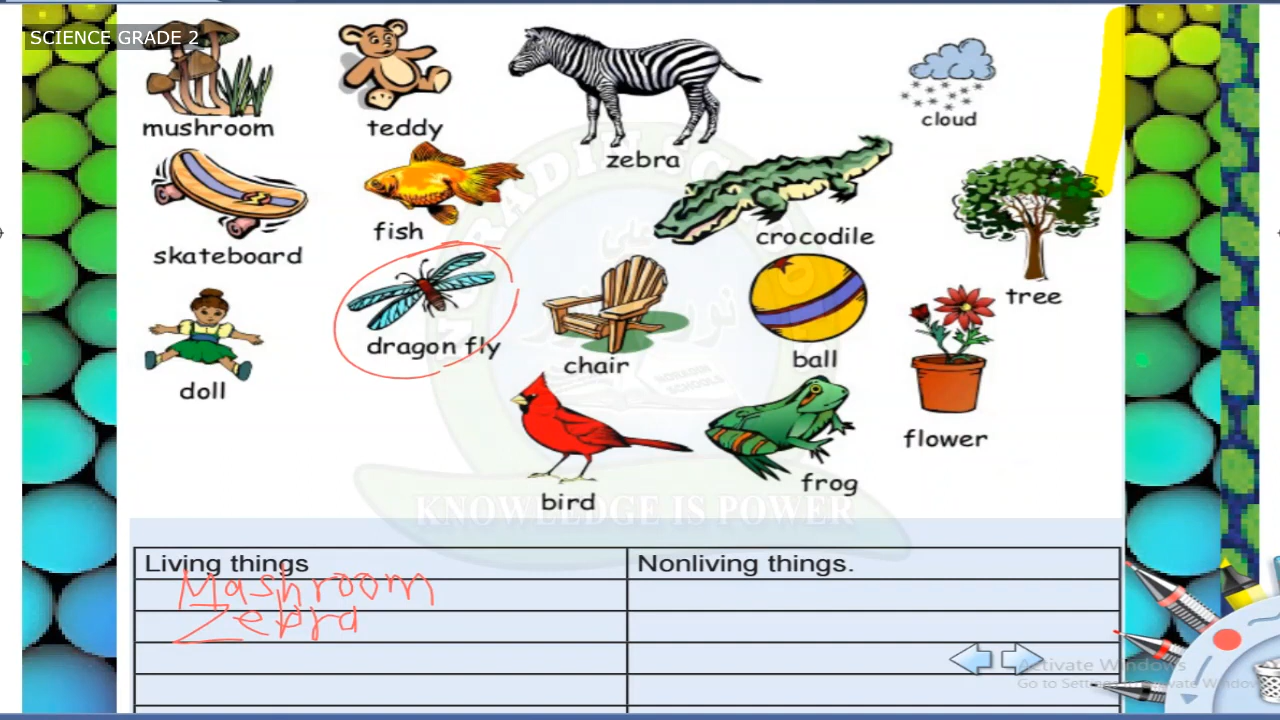 SCIENCE GRADE 2
mushroom
teddy
zebra
cloud
skateboard
fish
crocodile
tree
doll
dragon fly
chair
ball
flower
bird
frog
KNOWLEDGE IS POWER
Living things
Nonliving things.
Mashroom
Zebra
Activate Windows